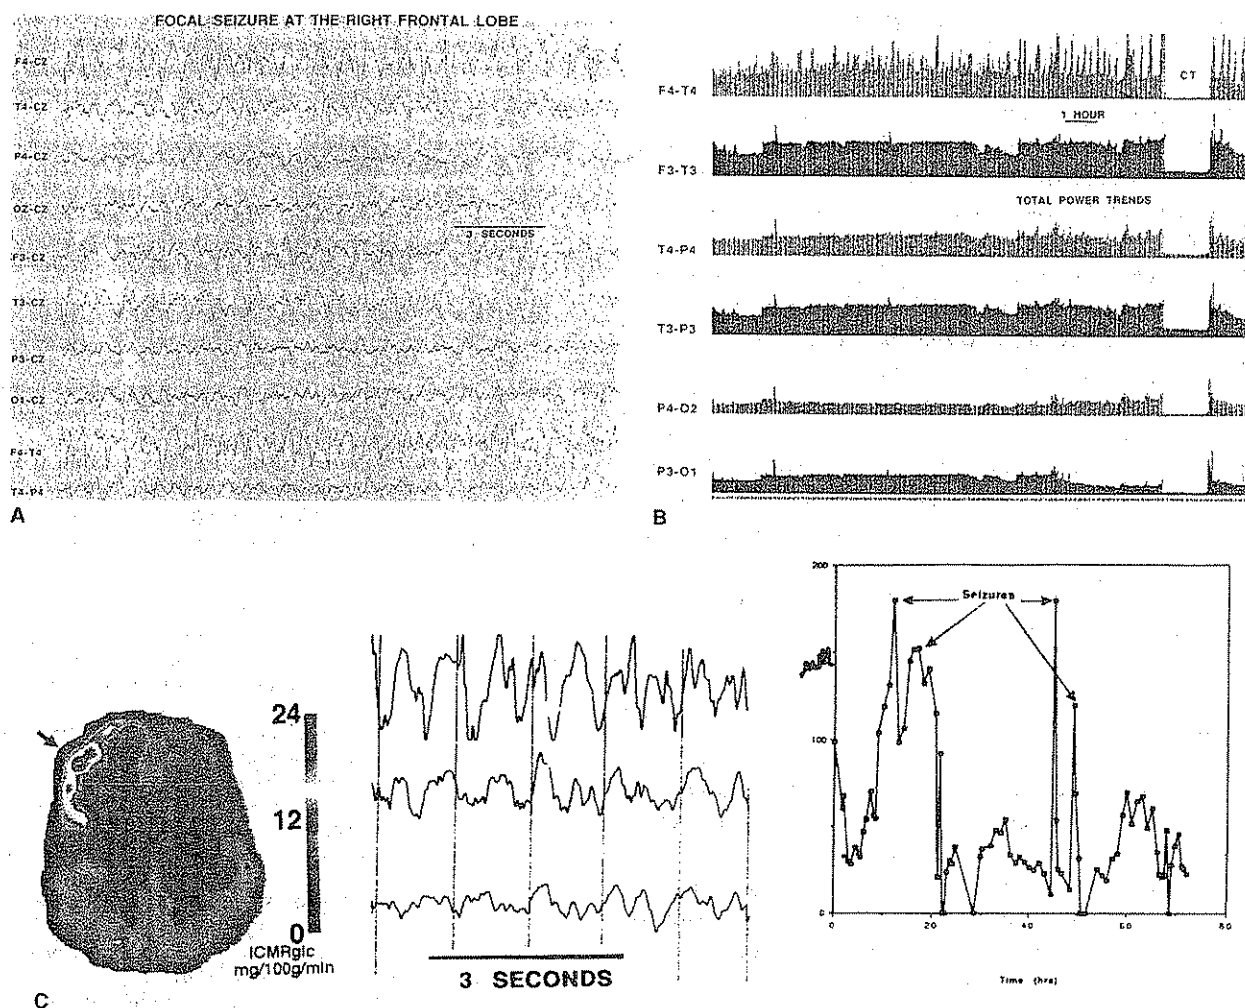 FOCAL SEIZURE AT THE RIGHT FRONTAL LOBE
F4-CZ
T4-CZ
P4-CZ
O2-CZ
3 SECONDS
F3-CZ
T3-CZ
P3-CZ
O1-CZ
F4-T4
T4-P4
A
F4-T4
CT
1 HOUR
F3-T3
TOTAL POWER TRENDS
T4-P4
T3-P3
P4-O2
P3-O1
B
24
12
0
lCMRglc
mg/100g/min
C
3 SECONDS
200
Seizures
100
0
0
20
40
60
80
Time (hrs)